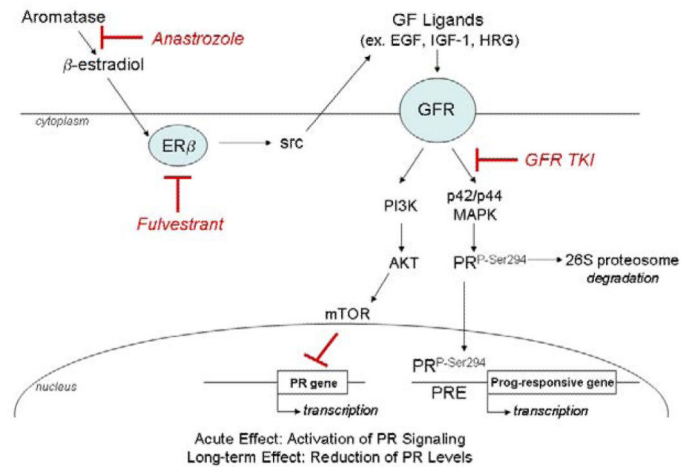 Aromatase
Anastrozole
β-estradiol
GF Ligands
(ex. EGF, IGF-1, HRG)
GFR
cytoplasm
ERβ
src
GFR TKI
Fulvestrant
PI3K
p42/p44
MAPK
AKT
PRP-Ser294
26S proteosome
degradation
mTOR
nucleus
PR gene
transcription
PRP-Ser294
PRE
Prog-responsive gene
transcription
Acute Effect: Activation of PR Signaling
Long-term Effect: Reduction of PR Levels